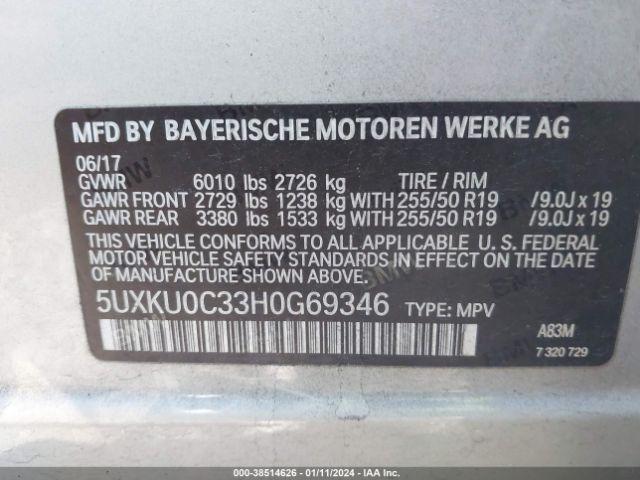 MFD BY BAYERISCHE MOTOREN WERKE AG
06/17
GVWR 6010 lbs 2726 kg TIRE / RIM
GAWR FRONT 2729 lbs 1238 kg WITH 255/50 R19 /9.0J x 19
GAWR REAR 3380 lbs 1533 kg WITH 255/50 R19 /9.0J x 19
THIS VEHICLE CONFORMS TO ALL APPLICABLE U. S. FEDERAL
MOTOR VEHICLE SAFETY STANDARDS IN EFFECT ON THE DATE
OF MANUFACTURE SHOWN ABOVE.
5UXKU0C33H0G69346 TYPE: MPV
A83M
7 320 729
000-38514626 - 01/11/2024 - IAA Inc.